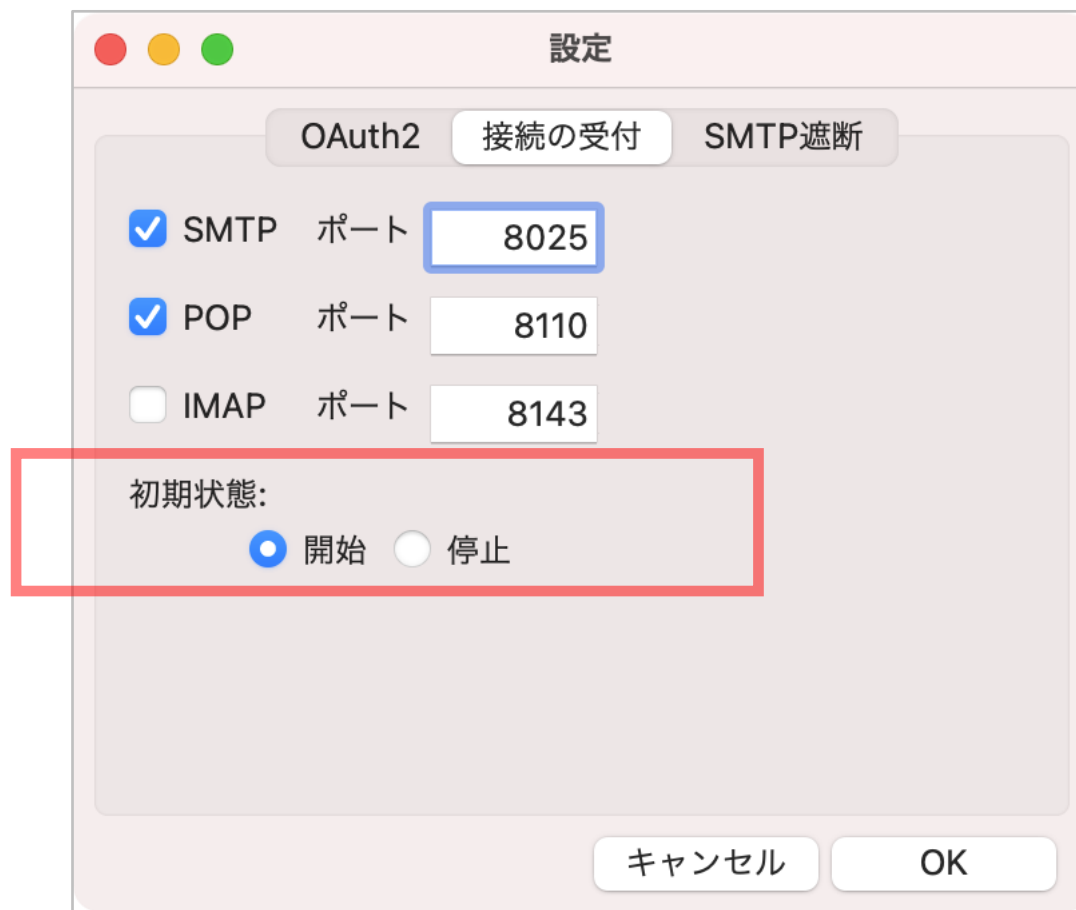 設定
OAuth2 接続の受付 SMTP遮断
SMTP ポート 8025
POP ポート 8110
IMAP ポート 8143
初期状態:
開始 停止
キャンセル OK